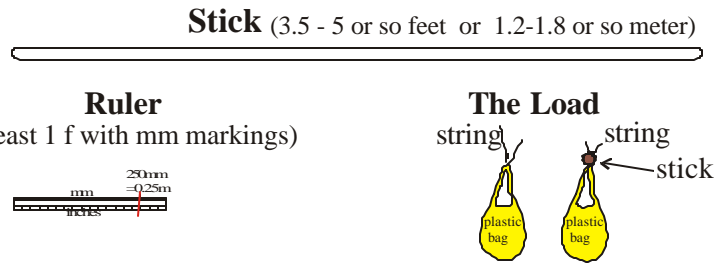 Stick (3.5 - 5 or so feet or 1.2-1.8 or so meter)
Ruler
east 1 f with mm markings)
250mm
=0.25m
mm
inches
The Load
string
string
stick
plastic
bag
plastic
bag